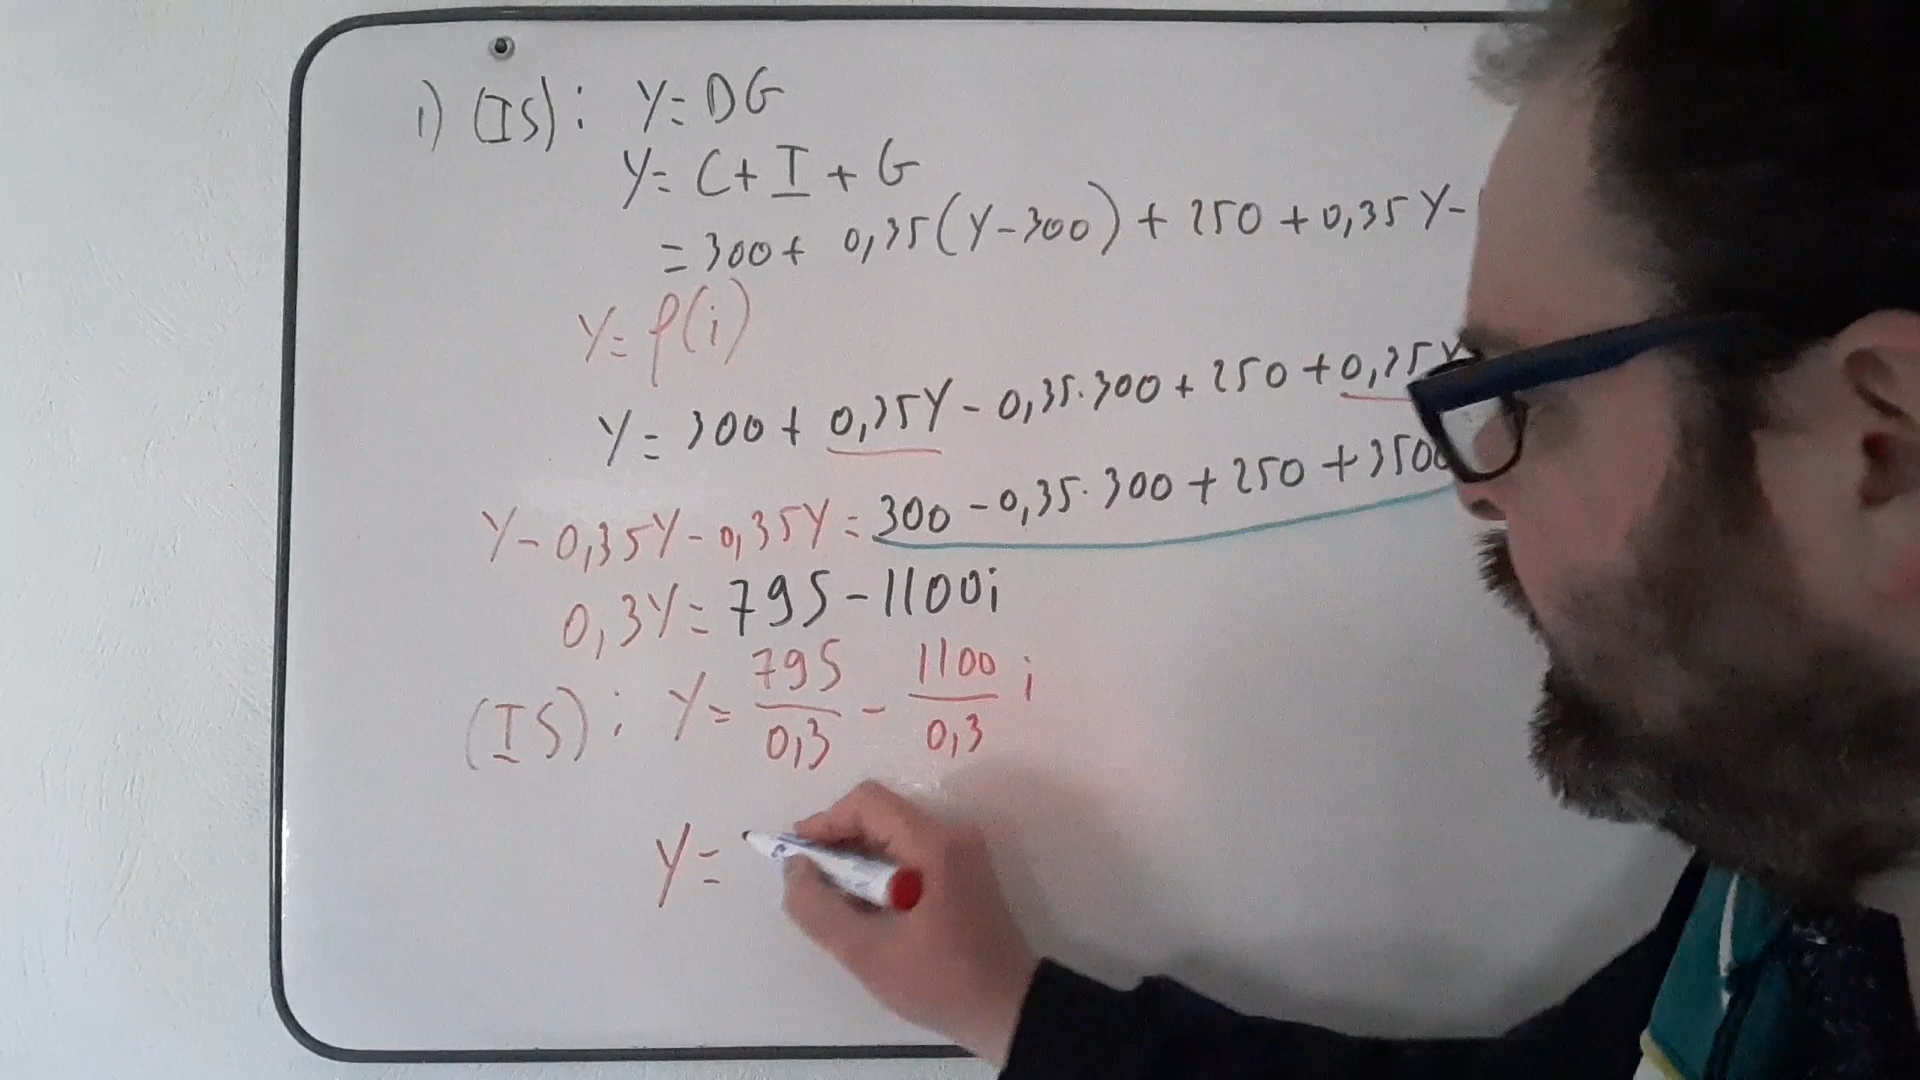 1) (IS): Y= DG
Y= C+ I + G
= 300+ 0,35(Y-300) + 250 + 0,35Y-
Y= f(i)
Y= 300 + 0,35Y - 0,35.300 + 250 + 0,35Y
Y- 0,35Y- 0,35Y = 300 - 0,35. 300 + 250 + 350
0,3Y = 795 - 1100i
(IS): Y= 795/0,3 - 1100/0,3 i
Y=